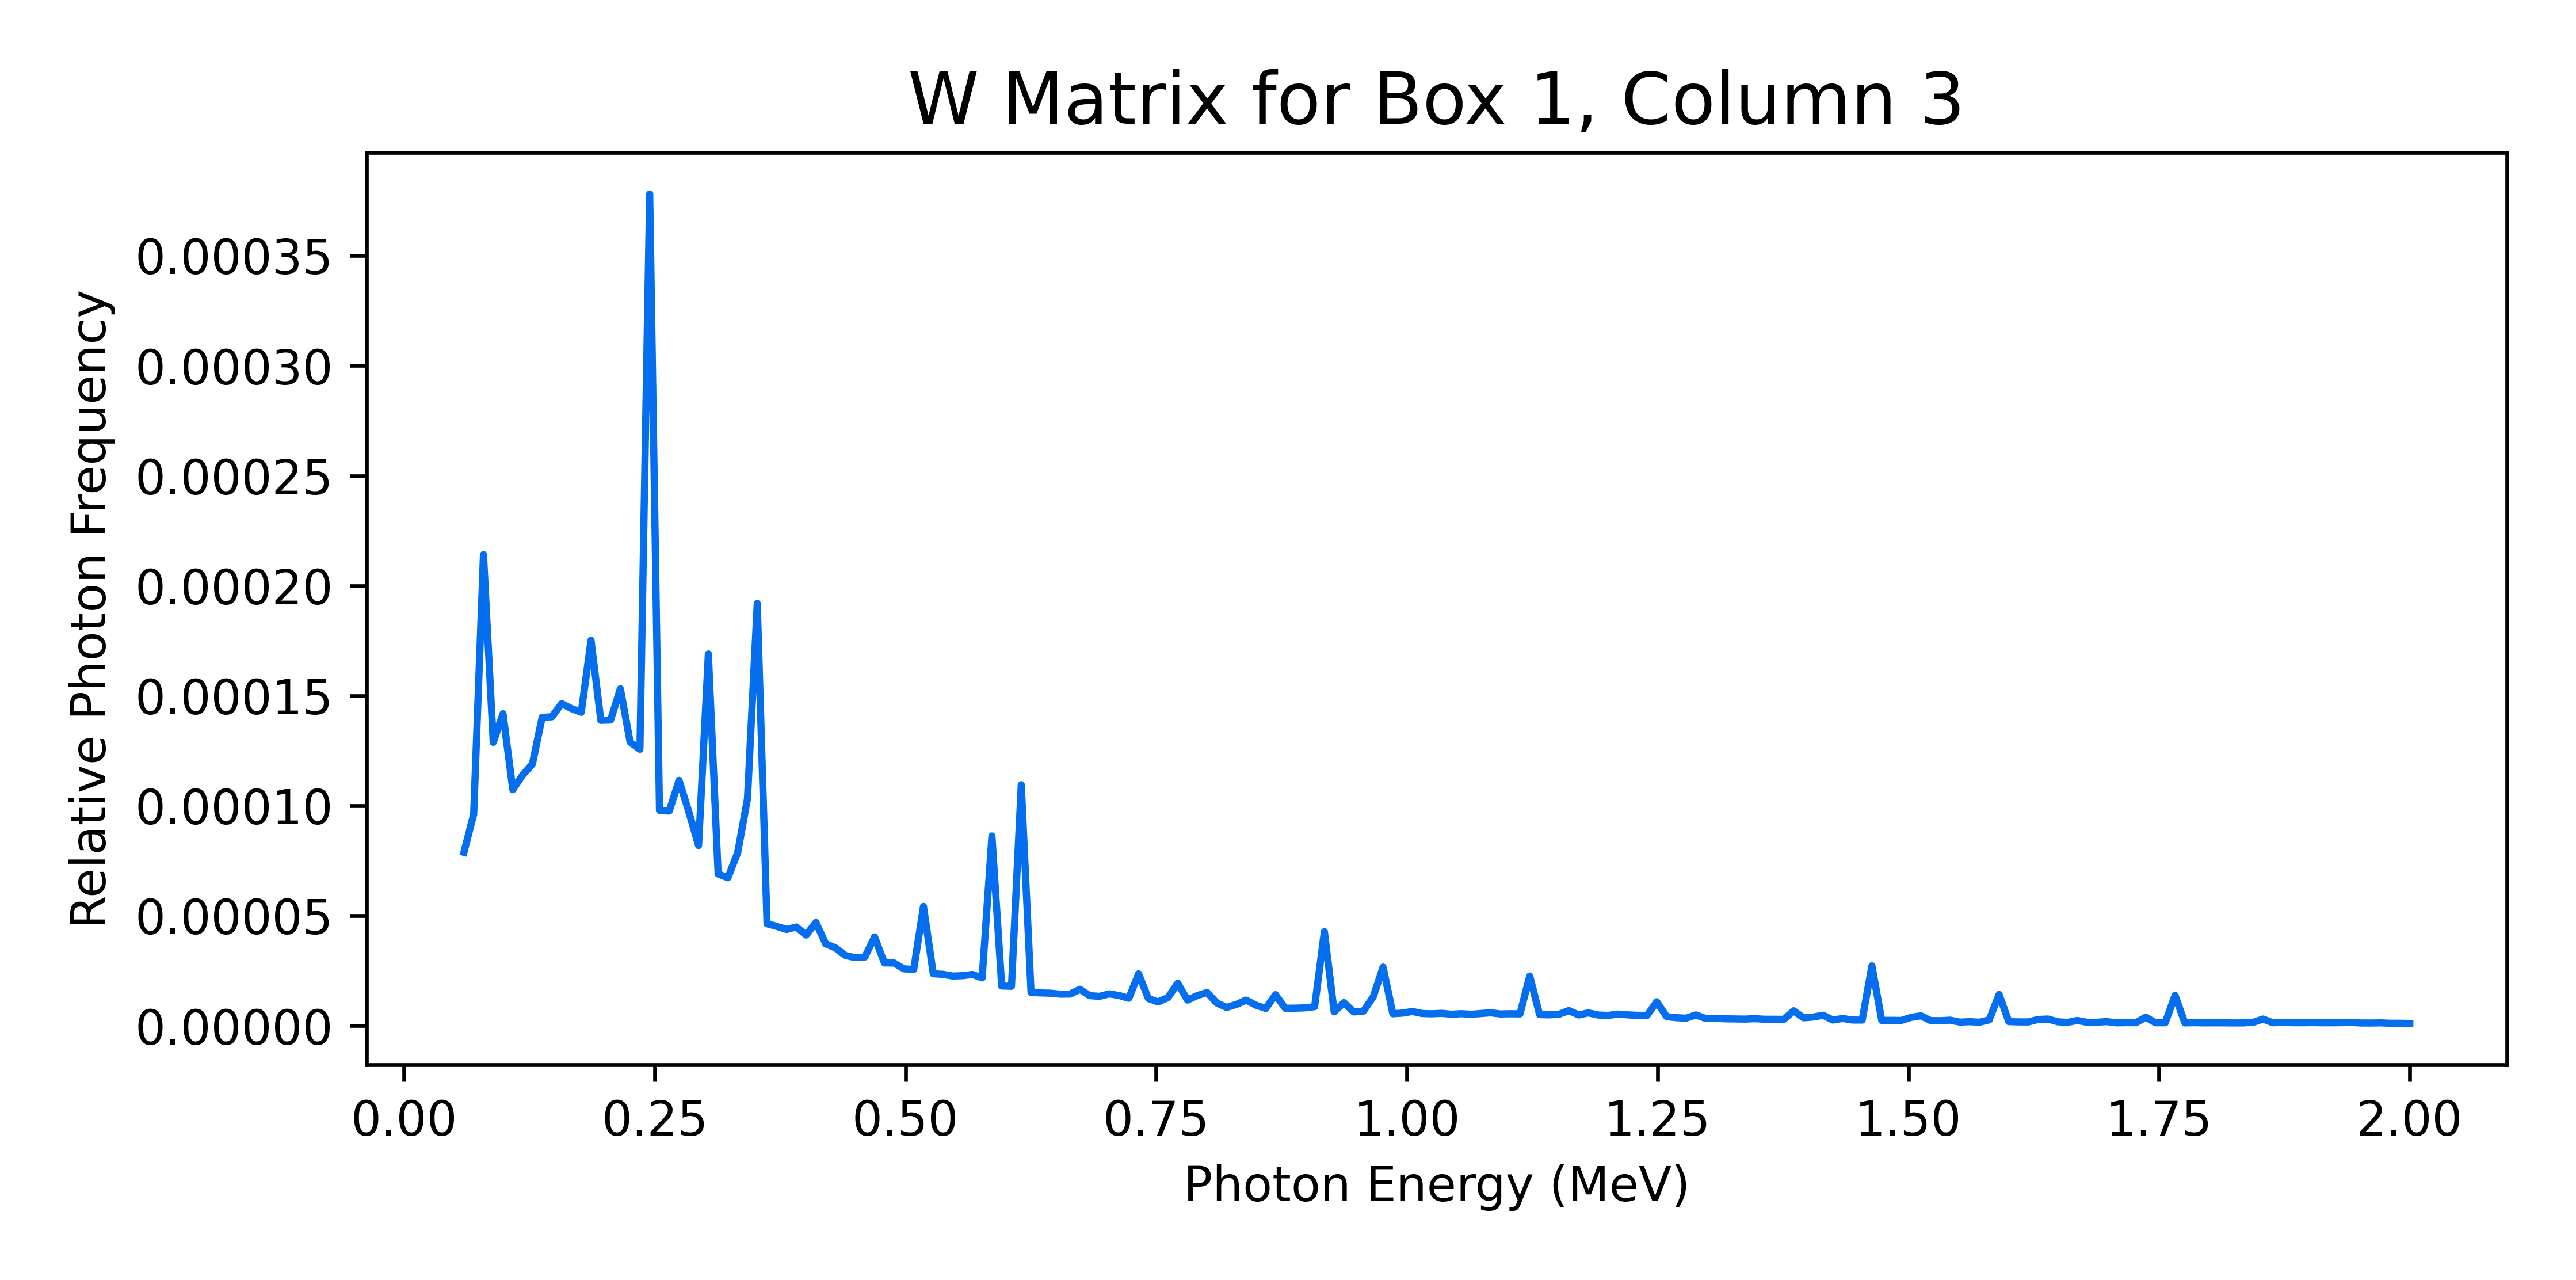 W Matrix for Box 1, Column 3
Relative Photon Frequency
0.00035
0.00030
0.00025
0.00020
0.00015
0.00010
0.00005
0.00000
0.00 0.25 0.50 0.75 1.00 1.25 1.50 1.75 2.00
Photon Energy (MeV)